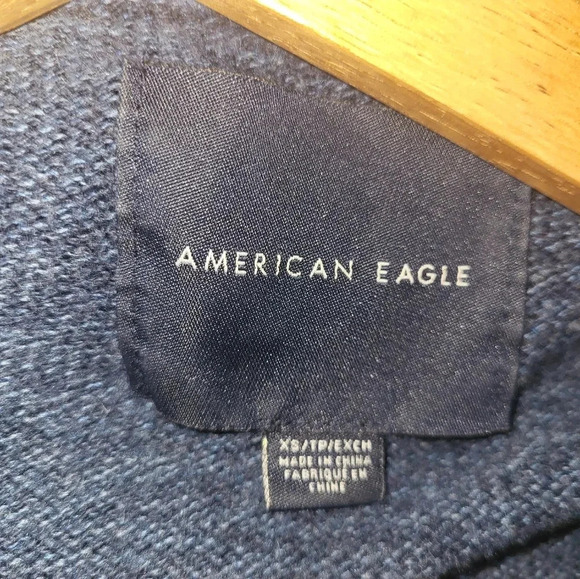 AMERICAN EAGLE
XS/TP/EXCH
MADE IN CHINA
FABRIQUÉ EN
CHINE